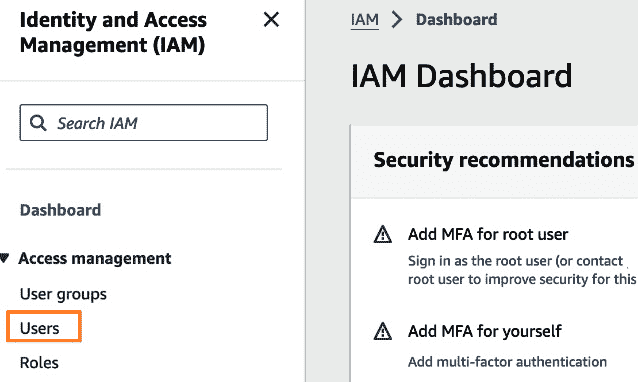 Identity and Access
Management (IAM)
Search IAM
Dashboard
Access management
User groups
Users
Roles
IAM > Dashboard
IAM Dashboard
Security recommendations
Add MFA for root user
Sign in as the root user (or contact
root user to improve security for this
Add MFA for yourself
Add multi-factor authentication